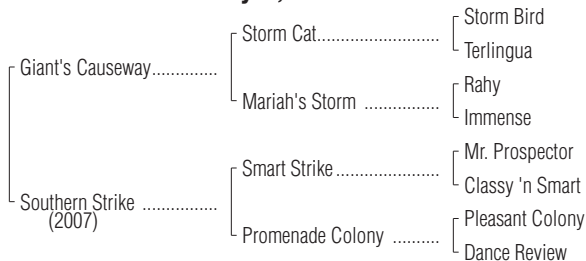 Storm Bird
Storm Cat..................
Terlingua
Giant's Causeway.............
Rahy
Mariah's Storm ...............
Immense
Mr. Prospector
Smart Strike...............
Classy 'n Smart
Southern Strike ...............
(2007)
Pleasant Colony
Promenade Colony ..........
Dance Review